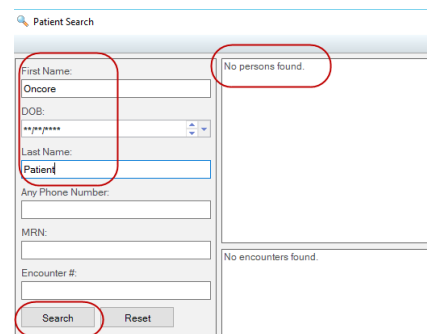 Patient Search
First Name:
Oncore
DOB:
**/**/****
Last Name:
Patient
Any Phone Number:
MRN:
Encounter #:
Search Reset
No persons found.
No encounters found.